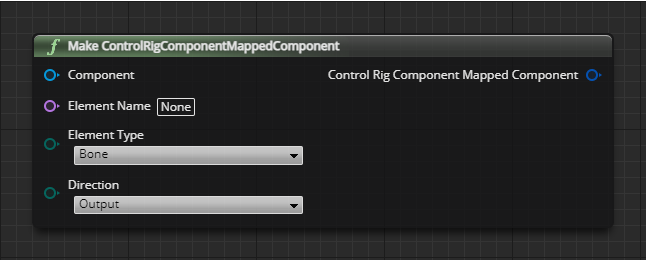 f Make ControlRigComponentMappedComponent
Component Control Rig Component Mapped Component
Element Name None
Element Type
Bone
Direction
Output